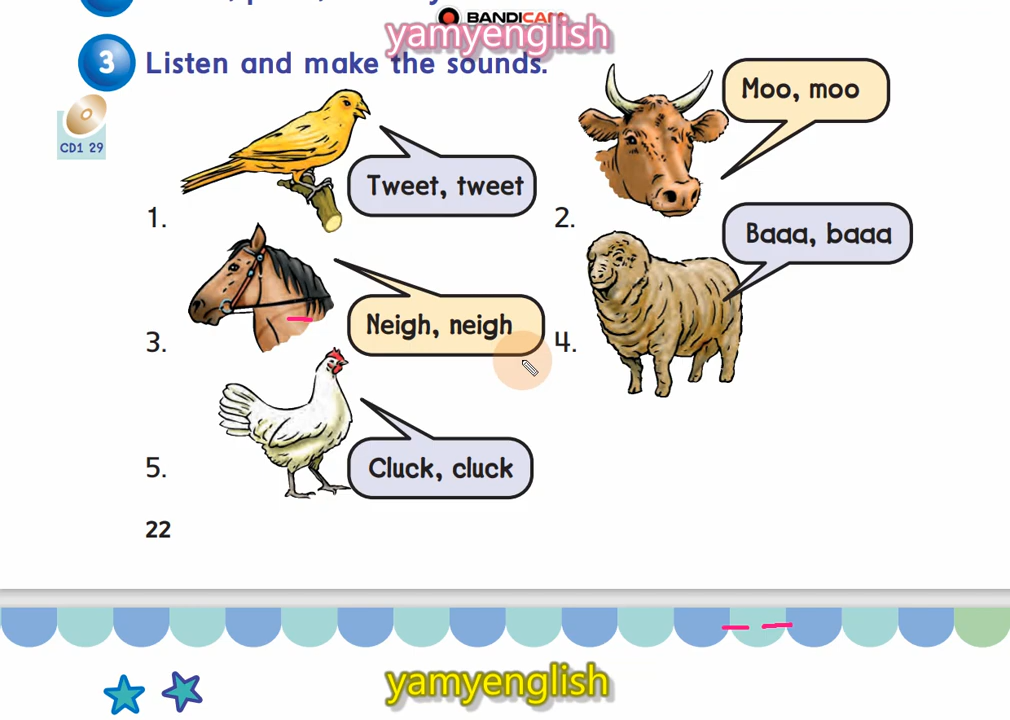 BANDICAM
yamyenglish
3 Listen and make the sounds.
CD1 29
1.
Tweet, tweet
2.
Moo, moo
3.
Neigh, neigh
4.
Baaa, baaa
5.
Cluck, cluck
22
yamyenglish